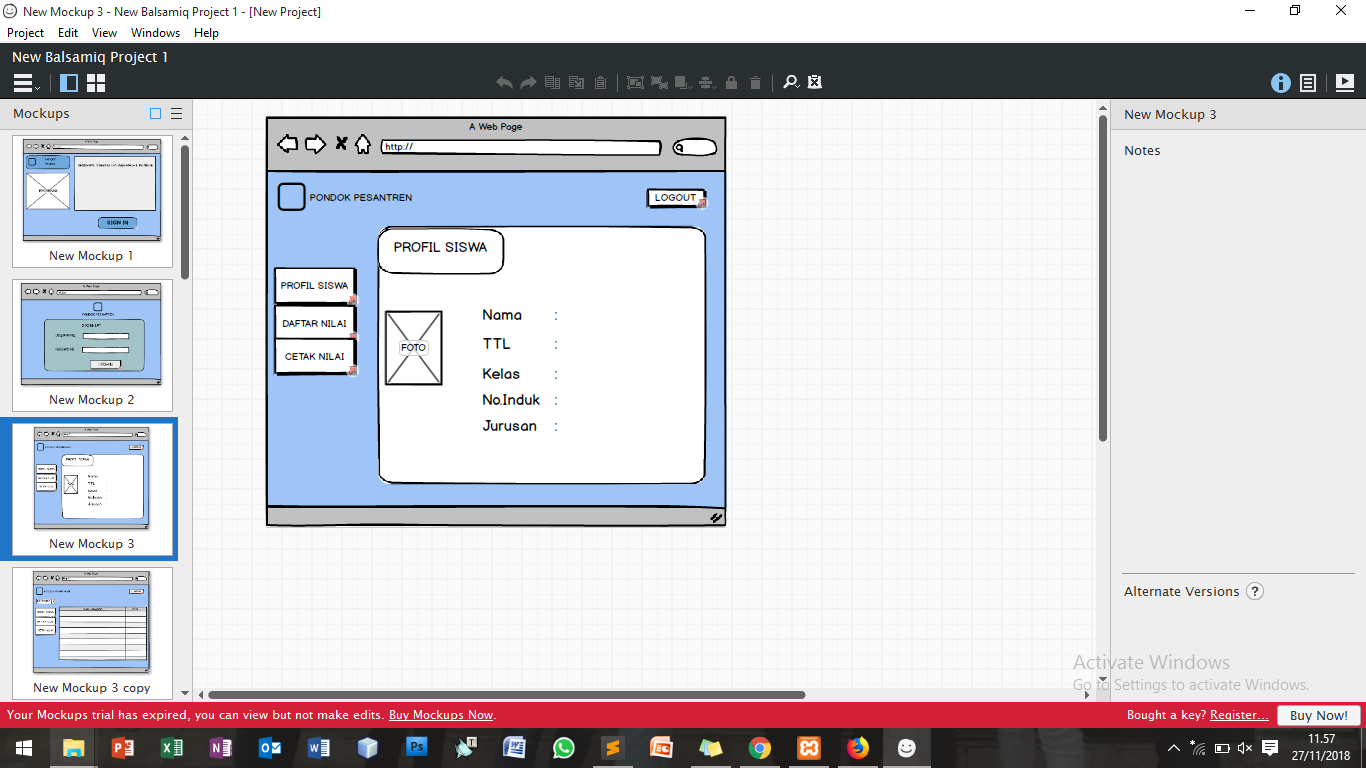 New Mockup 3 - New Balsamiq Project 1 - [New Project]
Project Edit View Windows Help
New Balsamiq Project 1
Mockups
New Mockup 1
New Mockup 2
New Mockup 3
New Mockup 3 copy
A Web Page
http://
PONDOK PESANTREN
LOGOUT
PROFIL SISWA
PROFIL SISWA
DAFTAR NILAI
CETAK NILAI
FOTO
Nama :
TTL :
Kelas :
No.Induk :
Jurusan :
New Mockup 3
Notes
Alternate Versions ?
Activate Windows
Go to Settings to activate Windows.
Your Mockups trial has expired, you can view but not make edits. Buy Mockups Now.
Bought a key? Register... Buy Now!
11.57
27/11/2018